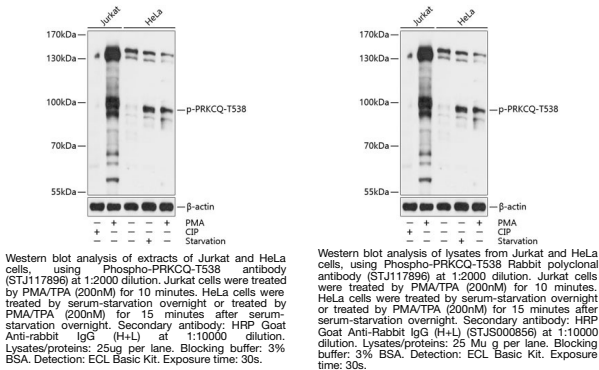 Jurkat HeLa
170kDa
130kDa
100kDa
70kDa
55kDa
p-PRKCQ-T538
β-actin
− + − − + PMA
+ − − − − CIP
− − − + − Starvation
Western blot analysis of extracts of Jurkat and HeLa
cells, using Phospho-PRKCQ-T538 antibody
(STJ117896) at 1:2000 dilution. Jurkat cells were treated
by PMA/TPA (200nM) for 10 minutes. HeLa cells were
treated by serum-starvation overnight or treated by
PMA/TPA (200nM) for 15 minutes after serum-
starvation overnight. Secondary antibody: HRP Goat
Anti-rabbit IgG (H+L) at 1:10000 dilution.
Lysates/proteins: 25ug per lane. Blocking buffer: 3%
BSA. Detection: ECL Basic Kit. Exposure time: 30s.
Jurkat HeLa
170kDa
130kDa
100kDa
70kDa
55kDa
p-PRKCQ-T538
β-actin
− + − − + PMA
+ − − − − CIP
− − − + − Starvation
Western blot analysis of lysates from Jurkat and HeLa
cells, using Phospho-PRKCQ-T538 Rabbit polyclonal
antibody (STJ117896) at 1:2000 dilution. Jurkat cells
were treated by PMA/TPA (200nM) for 10 minutes.
HeLa cells were treated by serum-starvation overnight
or treated by PMA/TPA (200nM) for 15 minutes after
serum-starvation overnight. Secondary antibody: HRP
Goat Anti-Rabbit IgG (H+L) (STJS000856) at 1:10000
dilution. Lysates/proteins: 25 Mu g per lane. Blocking
buffer: 3% BSA. Detection: ECL Basic Kit. Exposure
time: 30s.